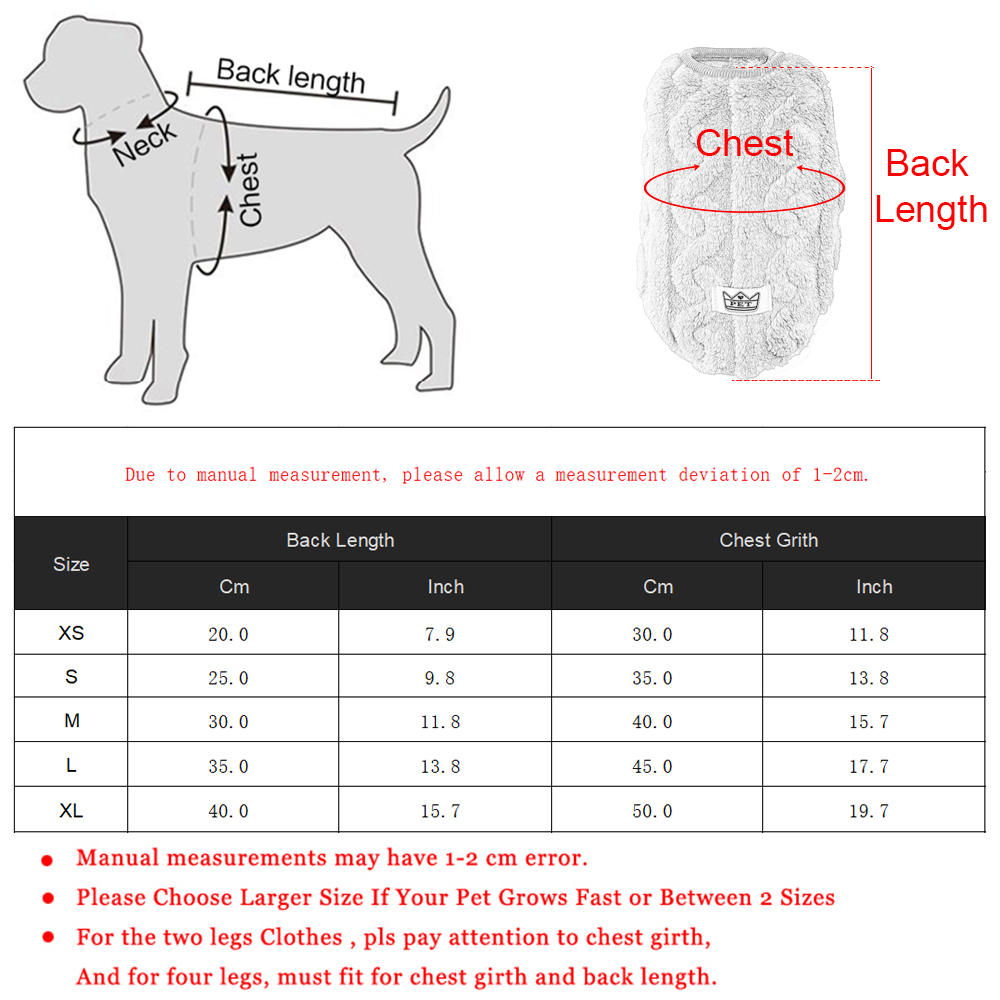 Back length
Neck
Chest
Chest
Back
Length
PET
Due to manual measurement, please allow a measurement deviation of 1-2cm.
Size Back Length Chest Grith
Cm Inch Cm Inch
XS 20.0 7.9 30.0 11.8
S 25.0 9.8 35.0 13.8
M 30.0 11.8 40.0 15.7
L 35.0 13.8 45.0 17.7
XL 40.0 15.7 50.0 19.7
• Manual measurements may have 1-2 cm error.
• Please Choose Larger Size If Your Pet Grows Fast or Between 2 Sizes
• For the two legs Clothes , pls pay attention to chest girth,
And for four legs, must fit for chest girth and back length.